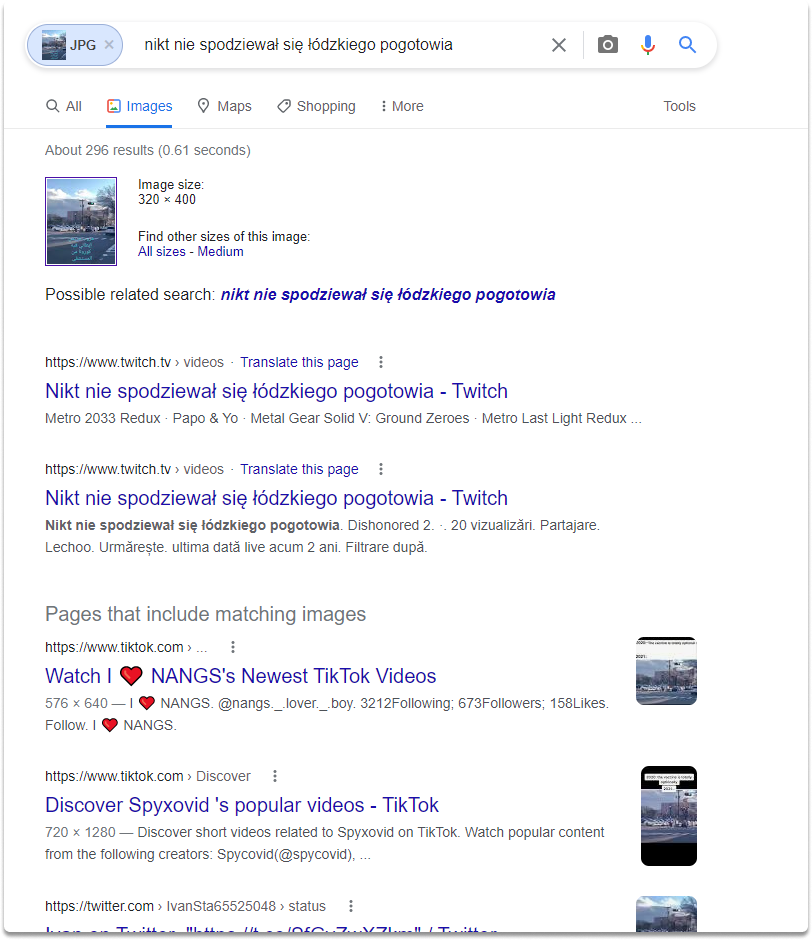 JPG × nikt nie spodziewał się łódzkiego pogotowia
All Images Maps Shopping More Tools
About 296 results (0.61 seconds)
Image size:
320 × 400
Find other sizes of this image:
All sizes - Medium
Possible related search: nikt nie spodziewał się łódzkiego pogotowia
https://www.twitch.tv › videos · Translate this page
Nikt nie spodziewał się łódzkiego pogotowia - Twitch
Metro 2033 Redux · Papo & Yo · Metal Gear Solid V: Ground Zeroes · Metro Last Light Redux ...
https://www.twitch.tv › videos · Translate this page
Nikt nie spodziewał się łódzkiego pogotowia - Twitch
Nikt nie spodziewał się łódzkiego pogotowia. Dishonored 2. ·. 20 vizualizări. Partajare.
Lechoo. Urmărește. ultima dată live acum 2 ani. Filtrare după.
Pages that include matching images
https://www.tiktok.com › ...
Watch I ❤️ NANGS's Newest TikTok Videos
576 × 640 — I ❤️ NANGS. @nangs._.lover._.boy. 3212Following; 673Followers; 158Likes.
Follow. I ❤️ NANGS.
2021:
https://www.tiktok.com › Discover
Discover Spyxovid 's popular videos - TikTok
720 × 1280 — Discover short videos related to Spyxovid on TikTok. Watch popular content
from the following creators: Spycovid(@spycovid), ...
https://twitter.com › IvanSta65525048 › status
Ivan on Twitter: "https://t.co/